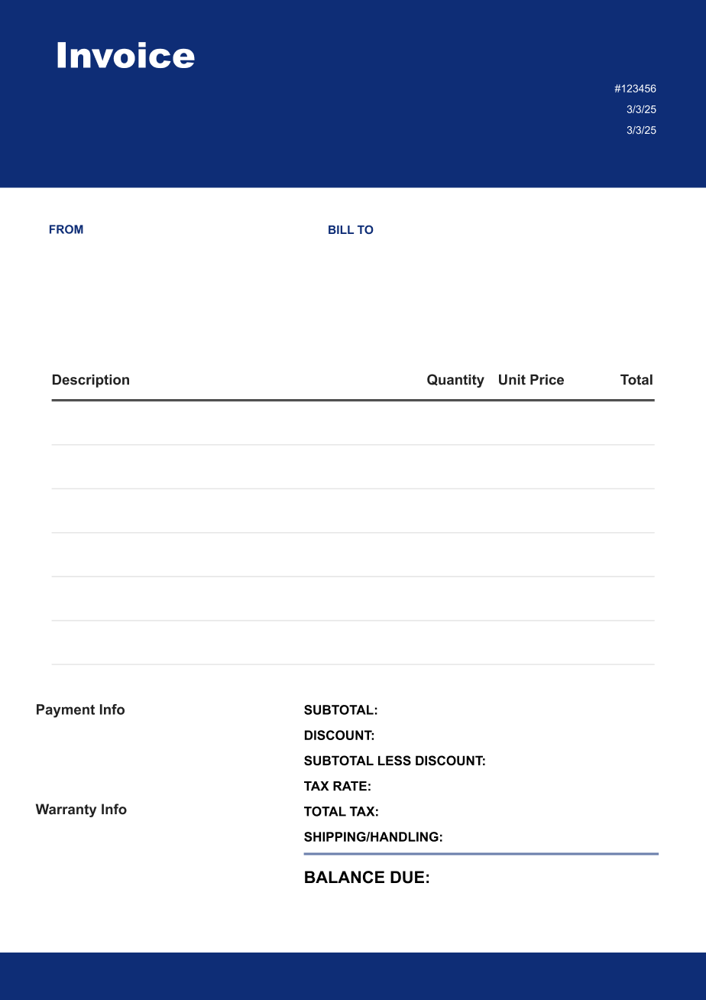 Invoice
#123456
3/3/25
3/3/25
FROM BILL TO
Description Quantity Unit Price Total
Payment Info
Warranty Info
SUBTOTAL:
DISCOUNT:
SUBTOTAL LESS DISCOUNT:
TAX RATE:
TOTAL TAX:
SHIPPING/HANDLING:
BALANCE DUE: